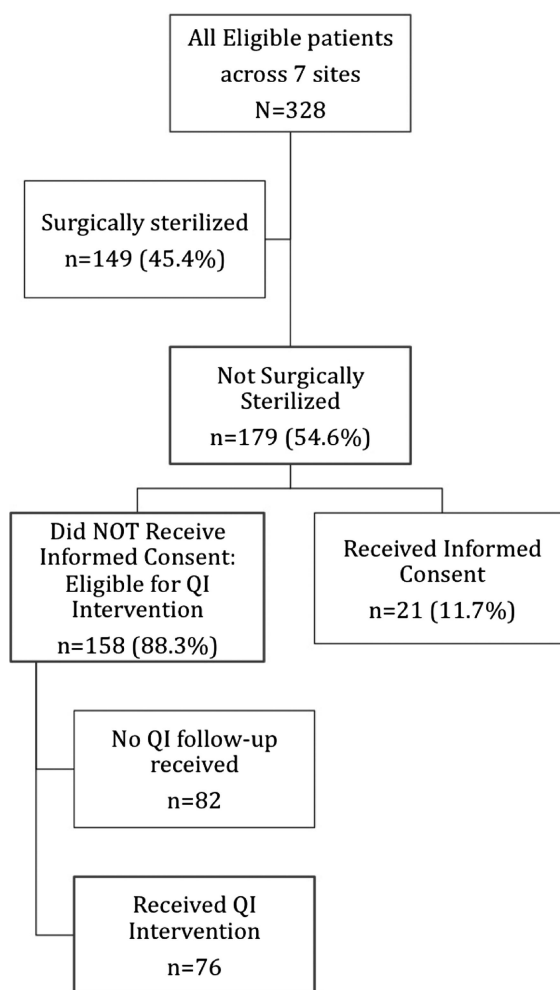 All Eligible patients
across 7 sites
N=328
Surgically sterilized
n=149 (45.4%)
Not Surgically
Sterilized
n=179 (54.6%)
Did NOT Receive
Informed Consent:
Eligible for QI
Intervention
n=158 (88.3%)
Received Informed
Consent
n=21 (11.7%)
No QI follow-up
received
n=82
Received QI
Intervention
n=76